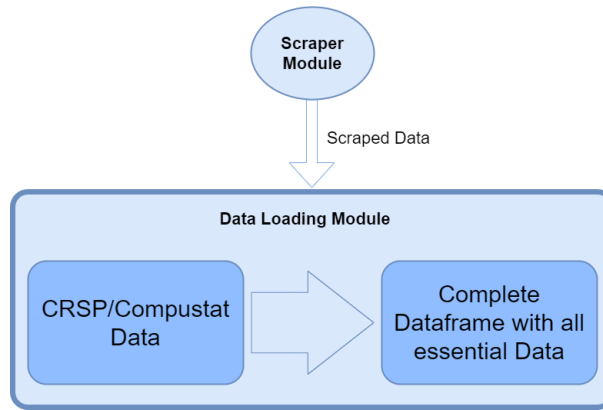 Scraper
Module
Scraped Data
Data Loading Module
CRSP/Compustat
Data
Complete
Dataframe with all
essential Data